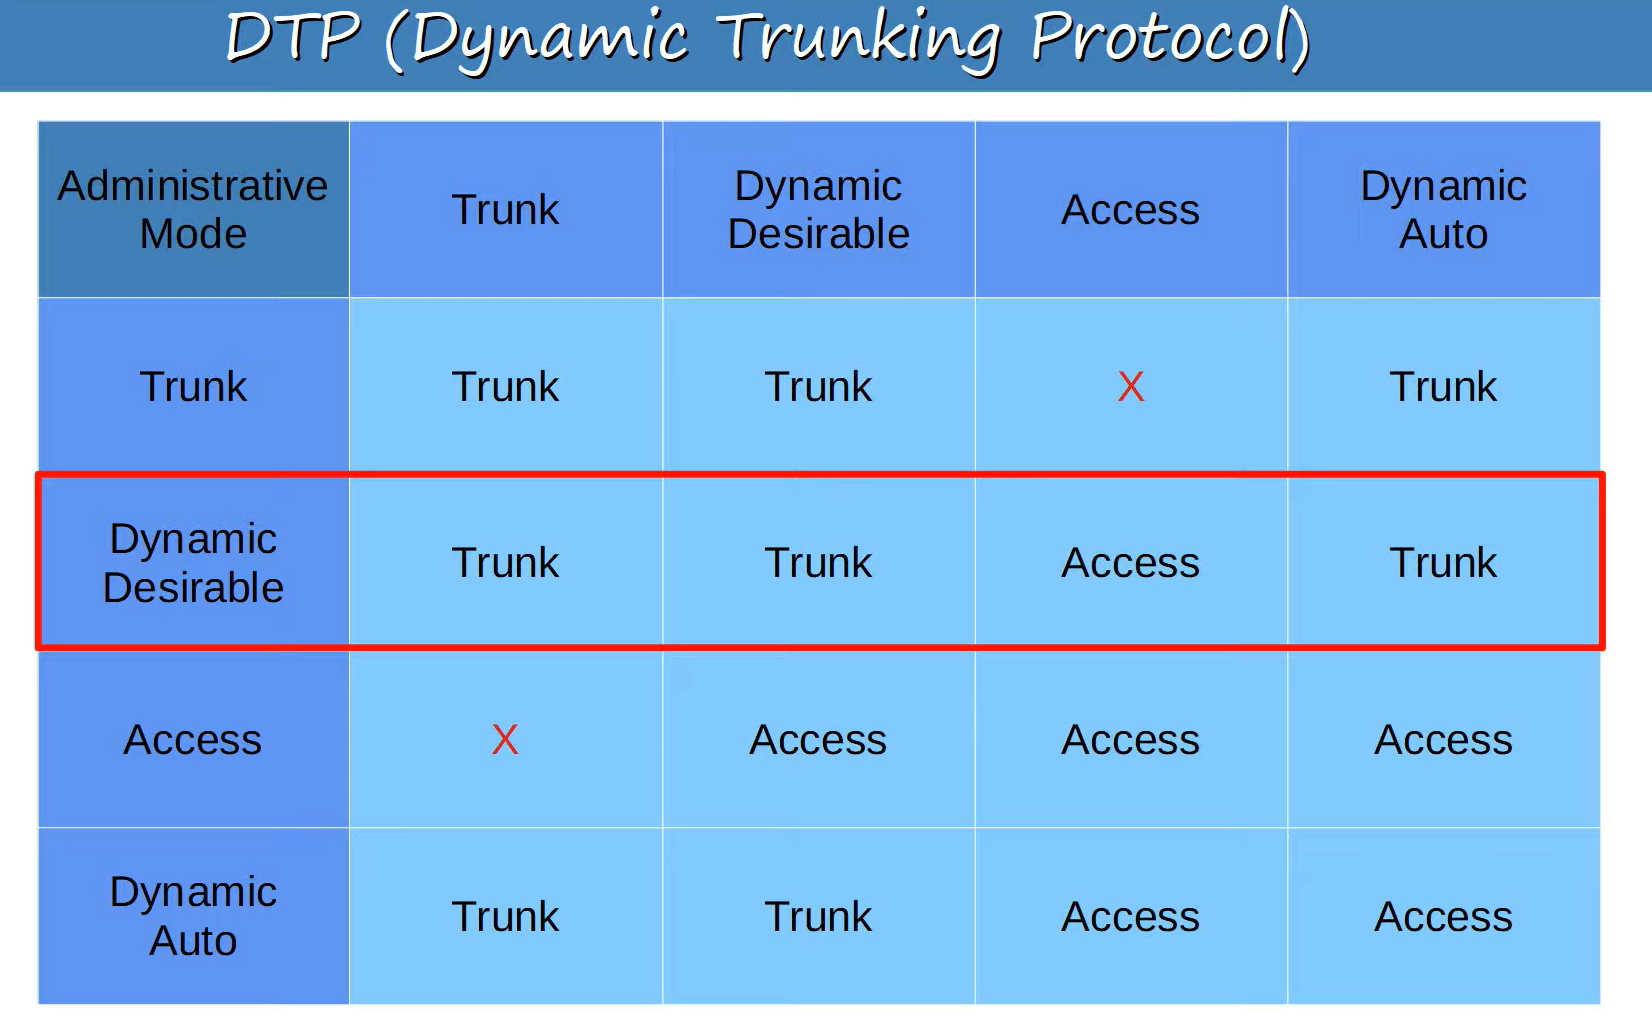 DTP (Dynamic Trunking Protocol)
Administrative
Mode
Trunk
Dynamic
Desirable
Access
Dynamic
Auto
Trunk
Trunk
Trunk
X
Trunk
Dynamic
Desirable
Trunk
Trunk
Access
Trunk
Access
X
Access
Access
Access
Dynamic
Auto
Trunk
Trunk
Access
Access